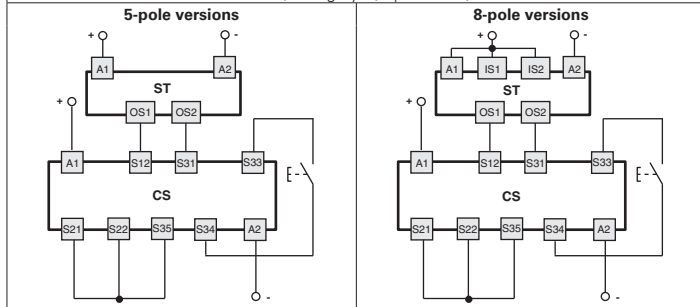 5-pole versions
+ -
A1 A2
ST
OS1 OS2
+
A1 S12 S31 S33
CS
S21 S22 S35 S34 A2
-
8-pole versions
+ -
A1 IS1 IS2 A2
ST
OS1 OS2
+
A1 S12 S31 S33
CS
S21 S22 S35 S34 A2
-